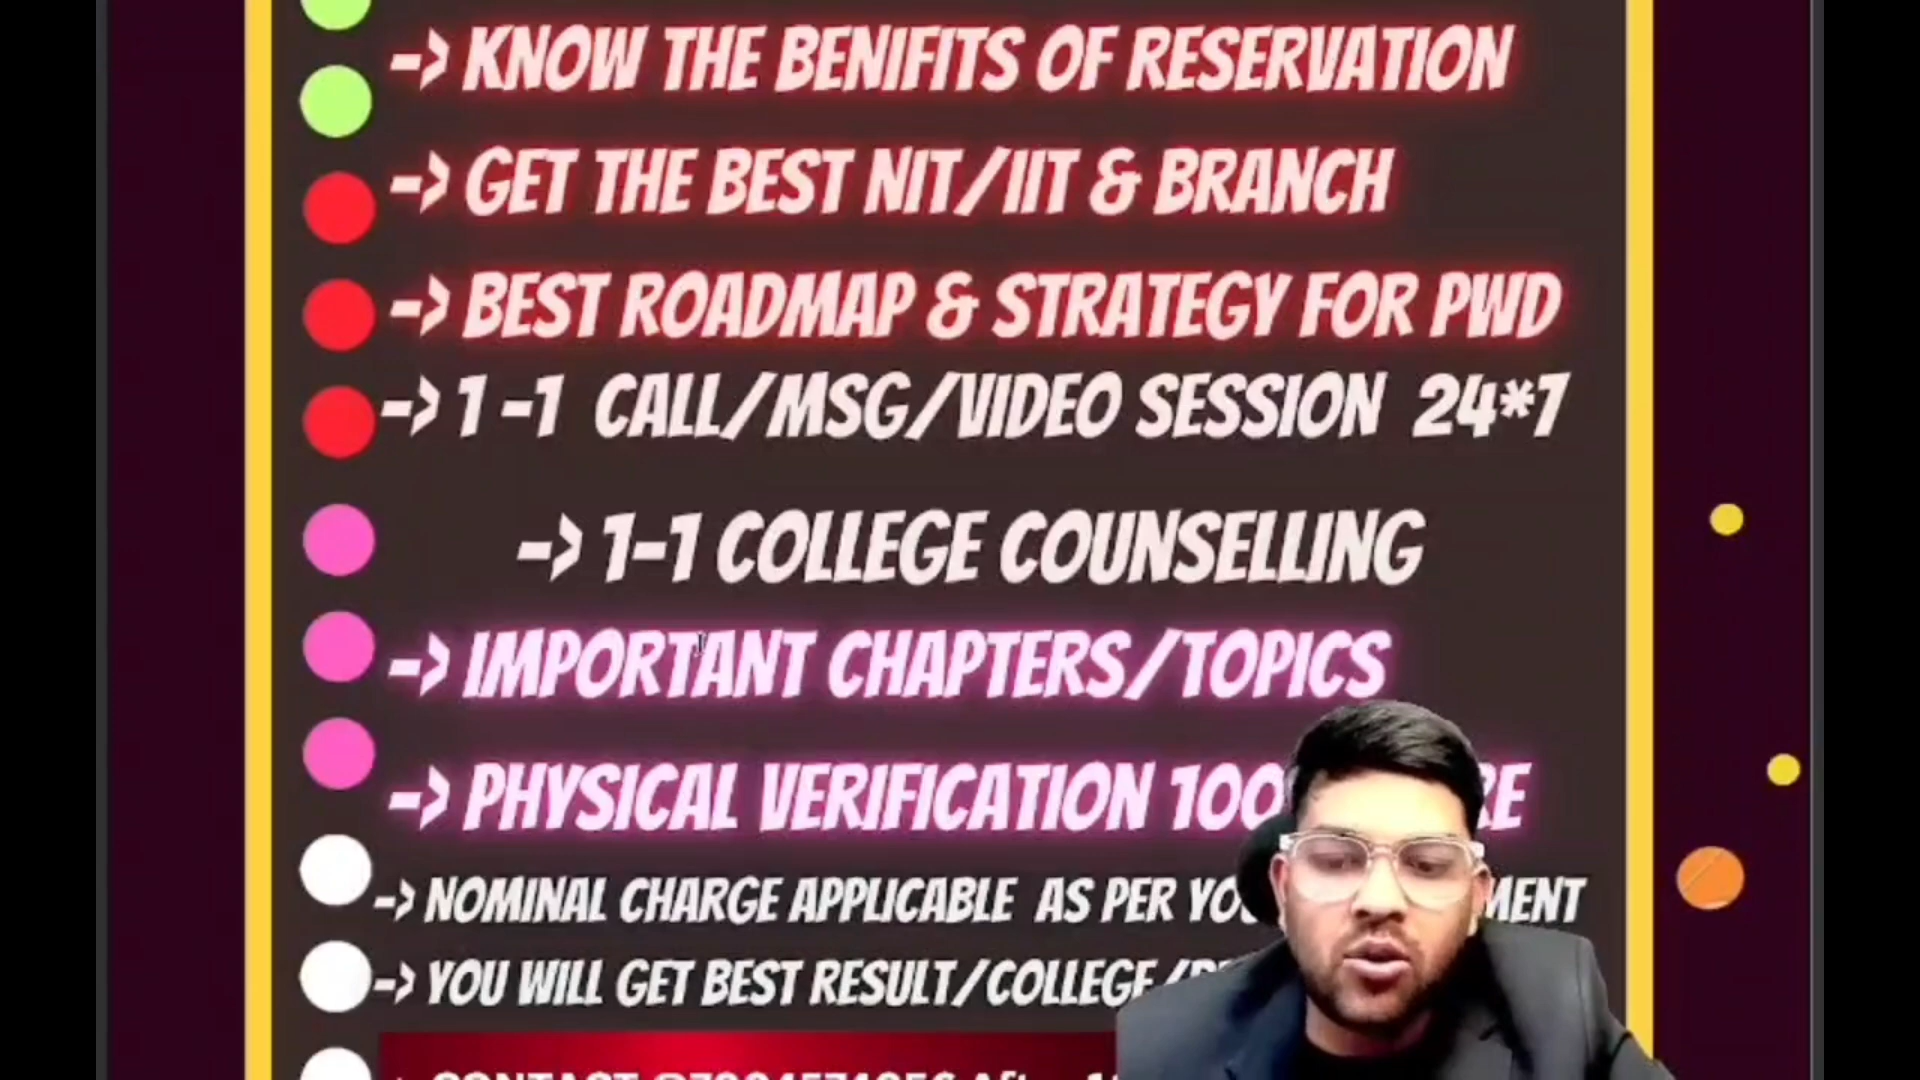 -> KNOW THE BENIFITS OF RESERVATION
-> GET THE BEST NIT/IIT & BRANCH
-> BEST ROADMAP & STRATEGY FOR PWD
-> 1 -1 CALL/MSG/VIDEO SESSION 24*7
-> 1-1 COLLEGE COUNSELLING
-> IMPORTANT CHAPTERS/TOPICS
-> PHYSICAL VERIFICATION 100
-> NOMINAL CHARGE APPLICABLE AS PER
-> YOU WILL GET BEST RESULT/COLLEGE/
CONTACT